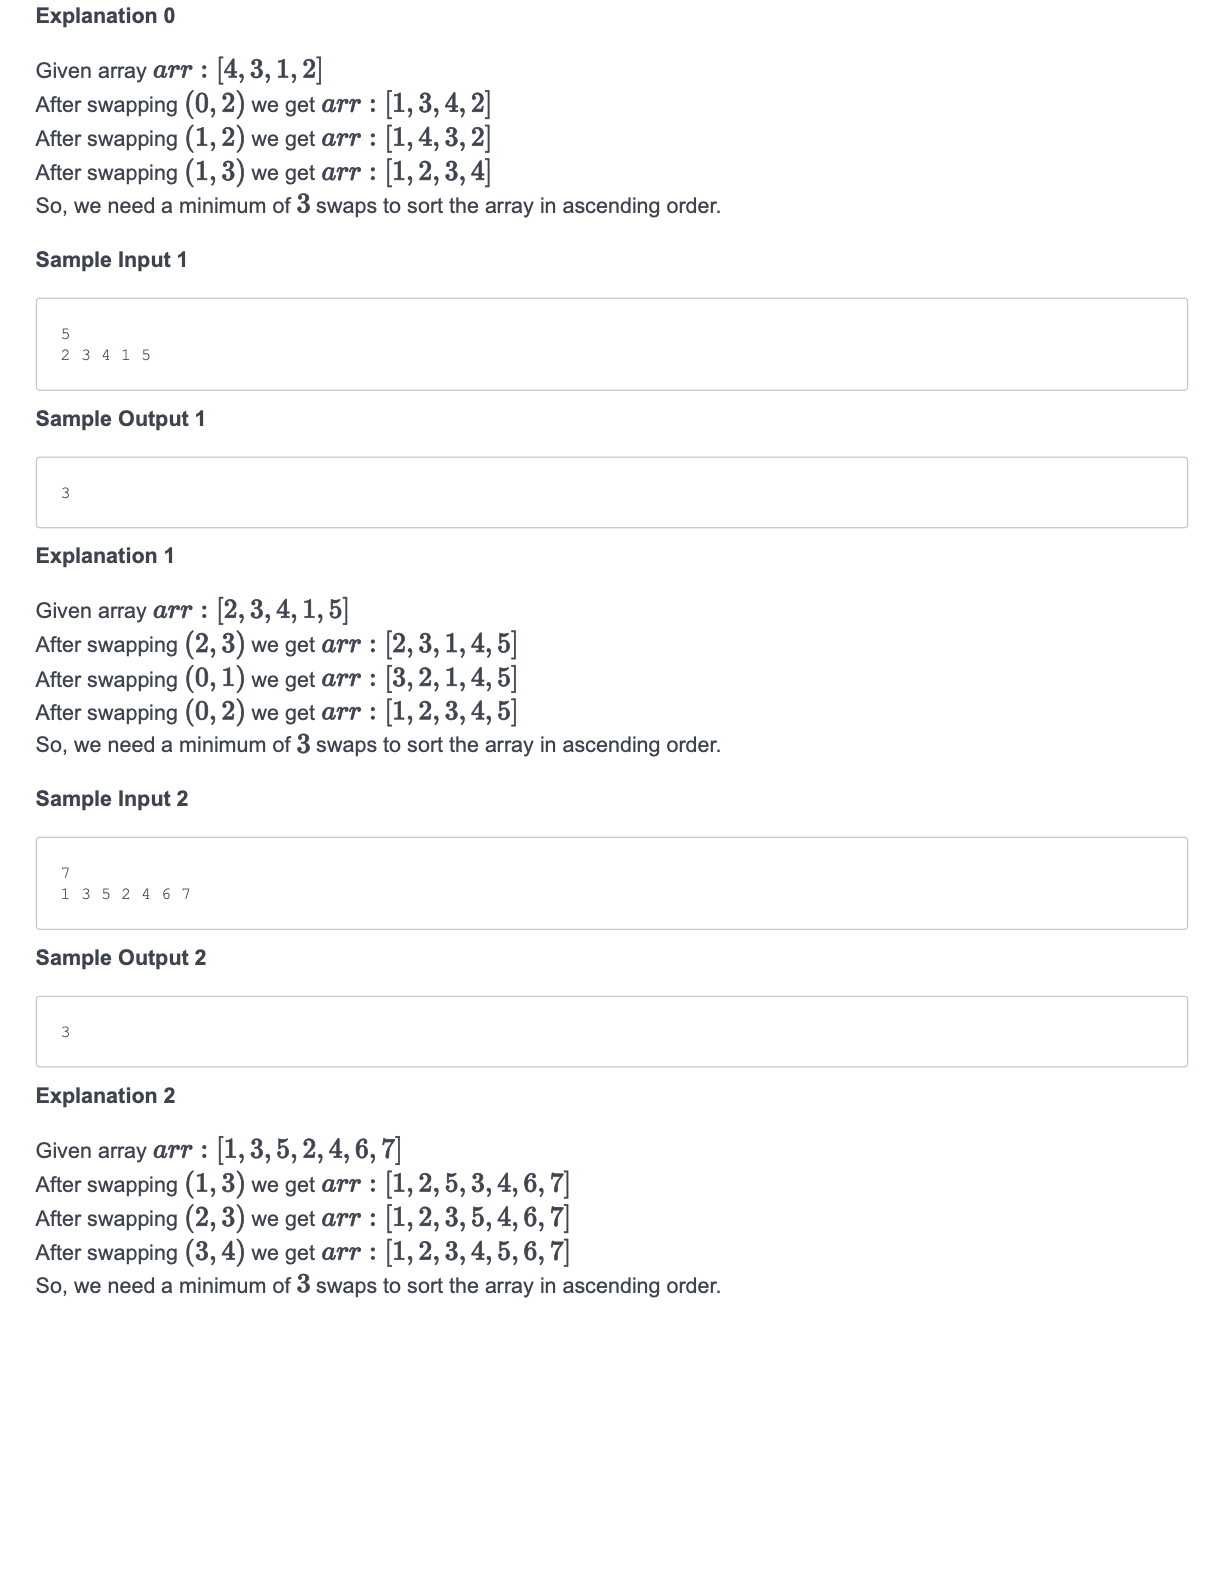 Explanation 0
Given array arr : [4, 3, 1, 2]
After swapping (0, 2) we get arr : [1, 3, 4, 2]
After swapping (1, 2) we get arr : [1, 4, 3, 2]
After swapping (1, 3) we get arr : [1, 2, 3, 4]
So, we need a minimum of 3 swaps to sort the array in ascending order.
Sample Input 1
5
2 3 4 1 5
Sample Output 1
3
Explanation 1
Given array arr : [2, 3, 4, 1, 5]
After swapping (2, 3) we get arr : [2, 3, 1, 4, 5]
After swapping (0, 1) we get arr : [3, 2, 1, 4, 5]
After swapping (0, 2) we get arr : [1, 2, 3, 4, 5]
So, we need a minimum of 3 swaps to sort the array in ascending order.
Sample Input 2
7
1 3 5 2 4 6 7
Sample Output 2
3
Explanation 2
Given array arr : [1, 3, 5, 2, 4, 6, 7]
After swapping (1, 3) we get arr : [1, 2, 5, 3, 4, 6, 7]
After swapping (2, 3) we get arr : [1, 2, 3, 5, 4, 6, 7]
After swapping (3, 4) we get arr : [1, 2, 3, 4, 5, 6, 7]
So, we need a minimum of 3 swaps to sort the array in ascending order.